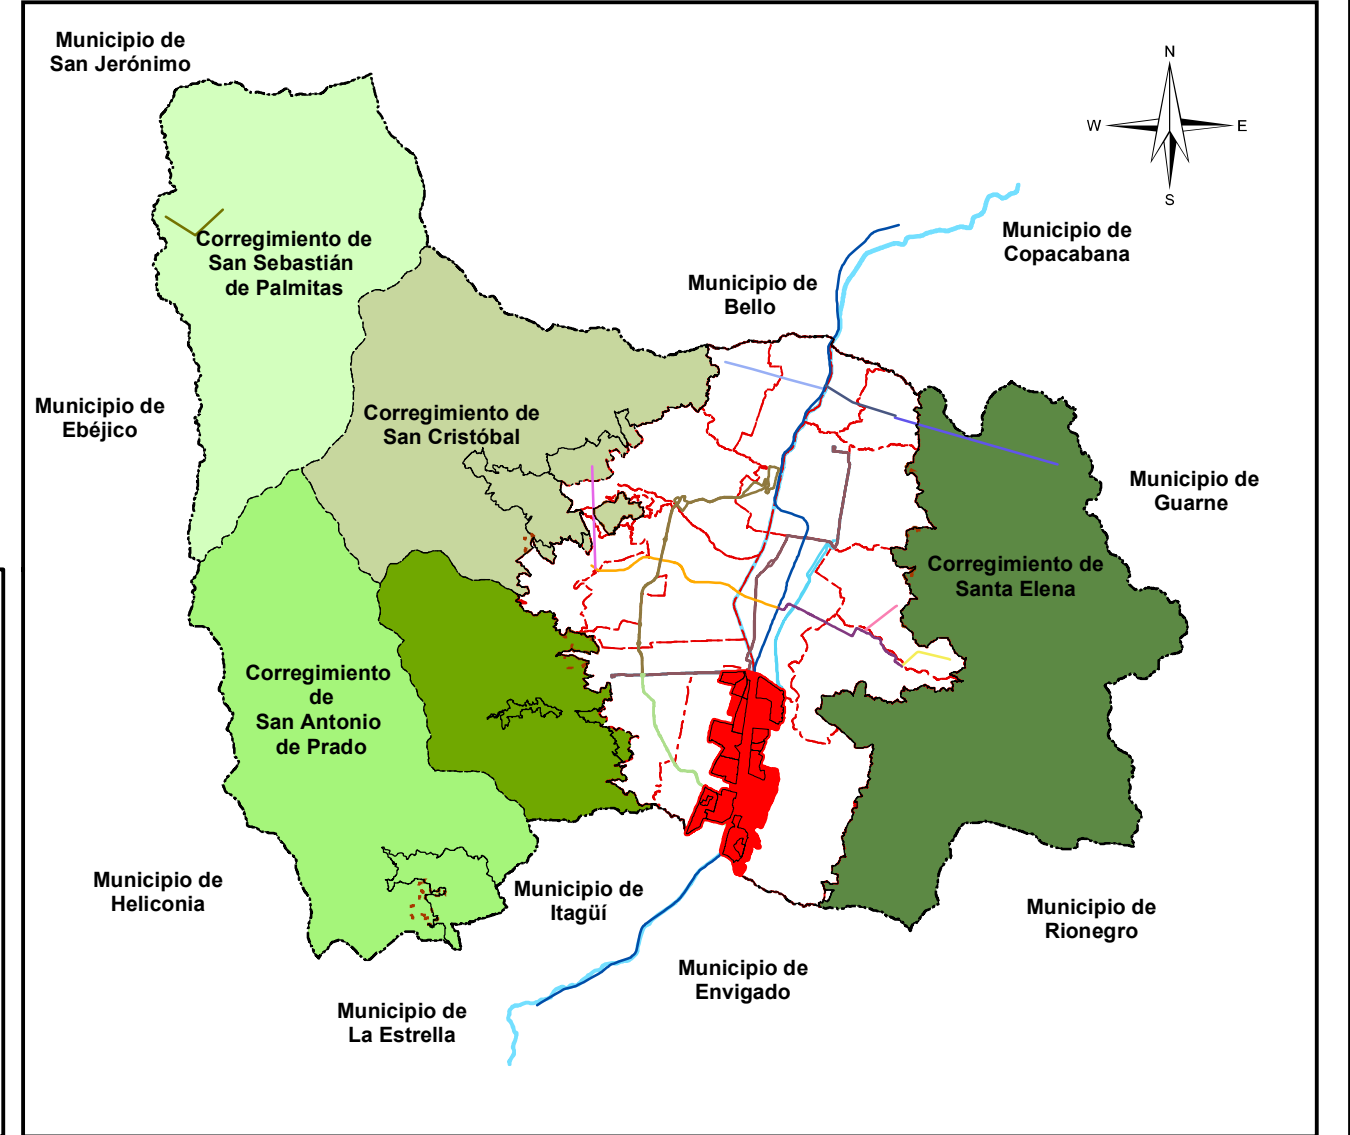 Municipio de
San Jerónimo
N
W
E
S
Municipio de
Copacabana
Corregimiento de
San Sebastián
de Palmitas
Municipio de
Bello
Municipio de
Ebéjico
Corregimiento de
San Cristóbal
Municipio de
Guarne
Corregimiento de
Santa Elena
Corregimiento
de
San Antonio
de Prado
Municipio de
Heliconia
Municipio de
Itagüí
Municipio de
Rionegro
Municipio de
Envigado
Municipio de
La Estrella